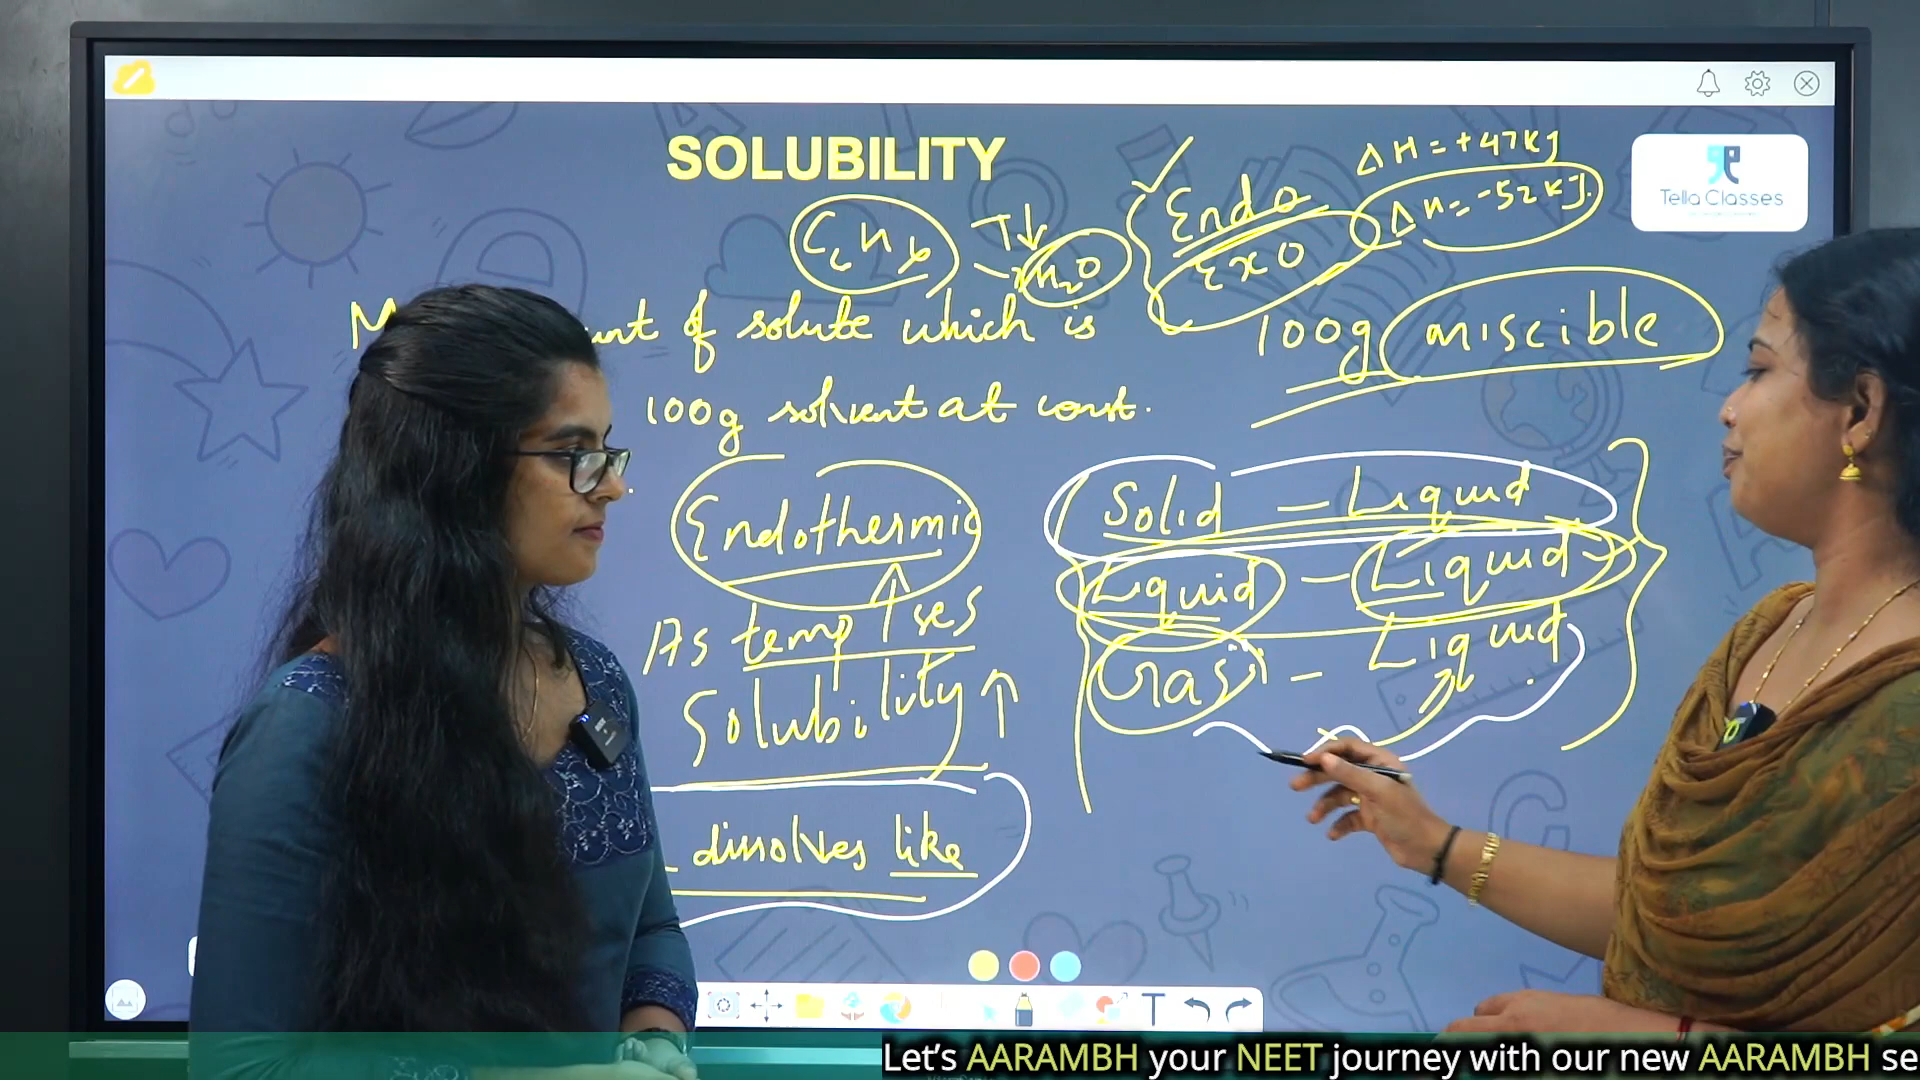 SOLUBILITY
ΔH = +47KJ
ΔH = -52KJ.
Tella Classes
C6H6 T↓ H2O
Endo
Exo
of solute which is
100g miscible
100g solvent at const.
Endothermic
Solid - Liquid
Liquid - Liquid
Gas - Liquid
As temp ↑ses
Solubility ↑
dissolves like
T
Let's AARAMBH your NEET journey with our new AARAMBH se